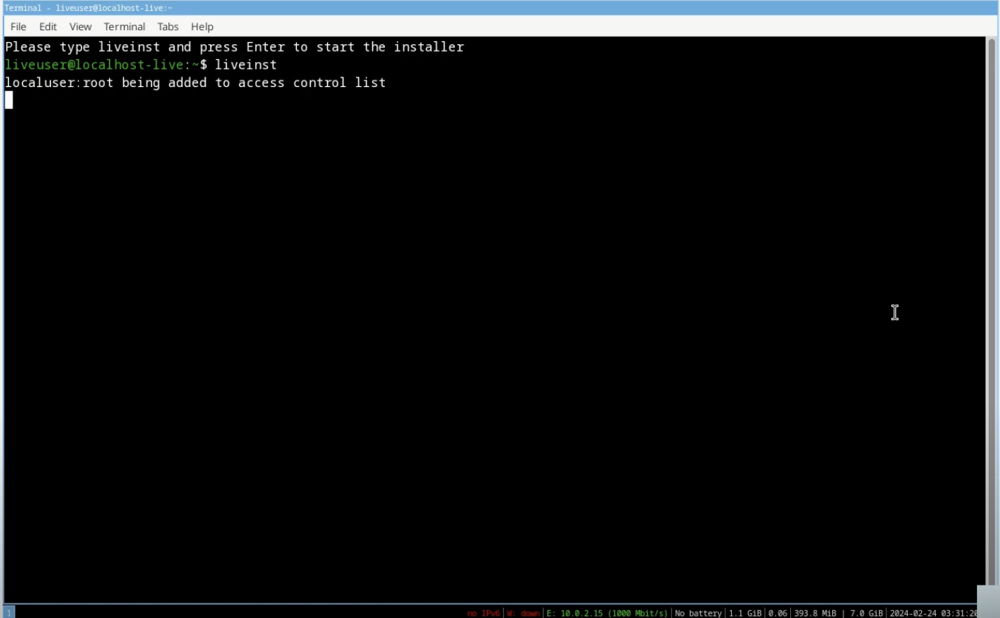 Terminal - liveuser@localhost-live:~
File Edit View Terminal Tabs Help
Please type liveinst and press Enter to start the installer
liveuser@localhost-live:~$ liveinst
localuser:root being added to access control list
1 no IPv6 | W: down | E: 10.0.2.15 (1000 Mbit/s) | No battery | 1.1 GiB | 0.06 | 393.8 MiB | 7.0 GiB | 2024-02-24 03:31:20